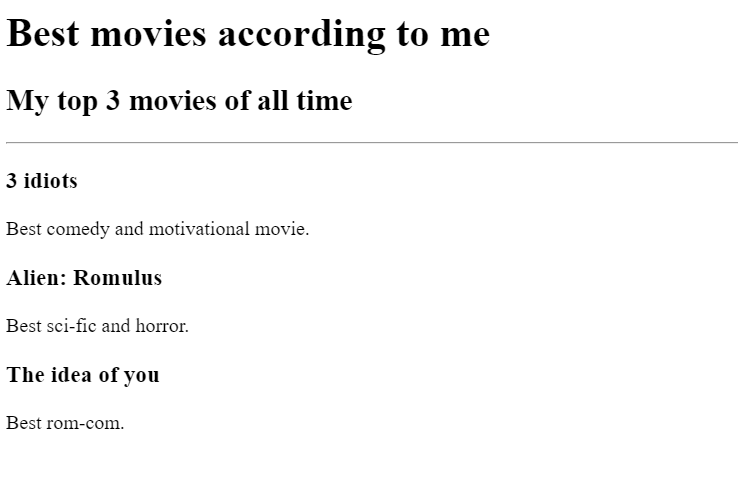 Best movies according to me
My top 3 movies of all time
3 idiots
Best comedy and motivational movie.
Alien: Romulus
Best sci-fic and horror.
The idea of you
Best rom-com.